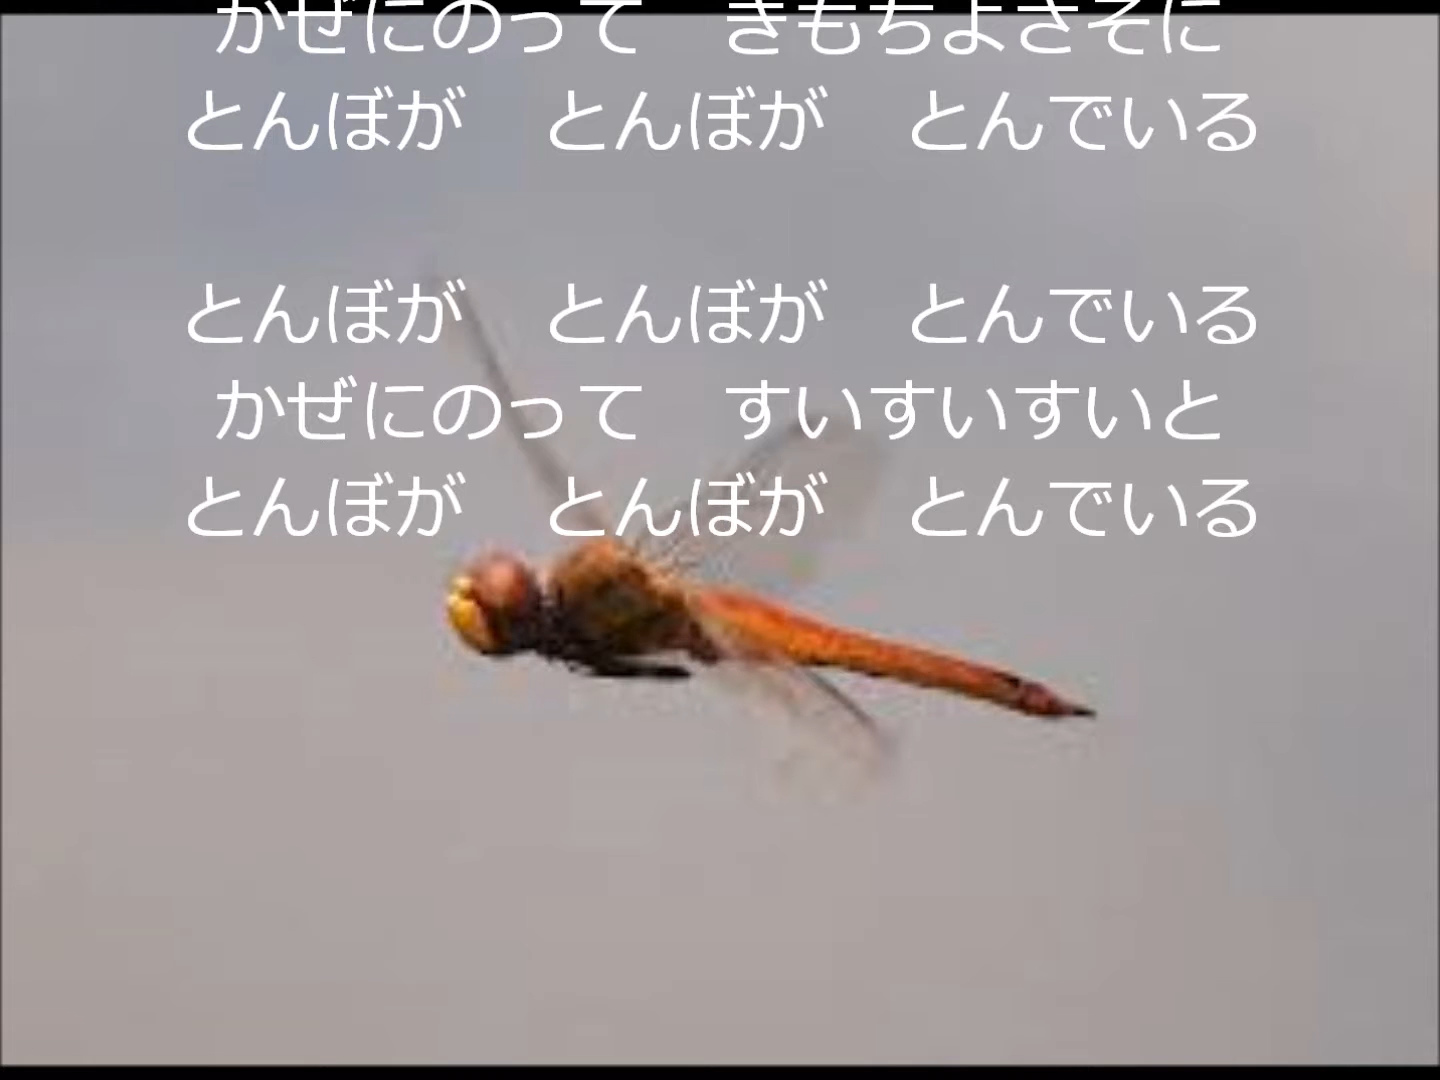 かぜにのって　きもちよさそに
とんぼが　とんぼが　とんでいる
とんぼが　とんぼが　とんでいる
かぜにのって　すいすいすいと
とんぼが　とんぼが　とんでいる